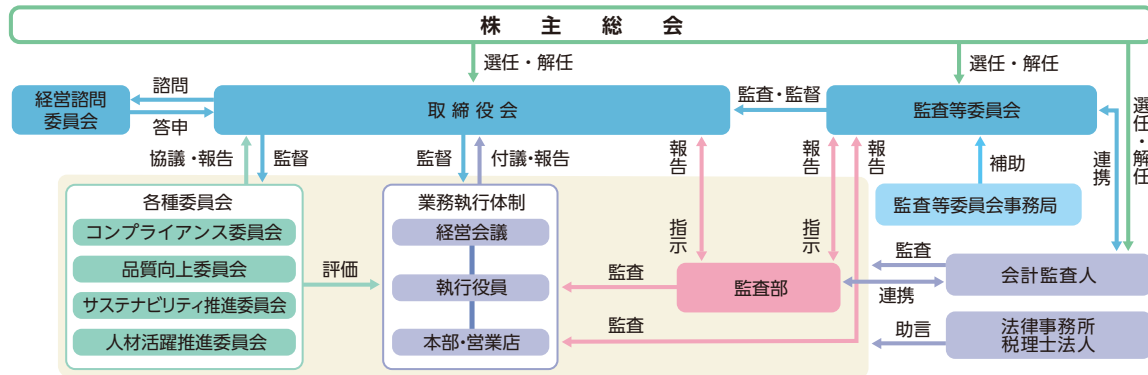 株主総会
選任・解任
選任・解任
選任・解任
経営諮問
委員会
諮問
答申
取締役会
監査・監督
監査等委員会
連携
協議・報告
監督
監督
付議・報告
報告
指示
報告
指示
報告
補助
監査等委員会事務局
各種委員会
コンプライアンス委員会
品質向上委員会
サステナビリティ推進委員会
人材活躍推進委員会
評価
業務執行体制
経営会議
執行役員
本部・営業店
監査
監査
監査部
監査
連携
会計監査人
助言
法律事務所
税理士法人